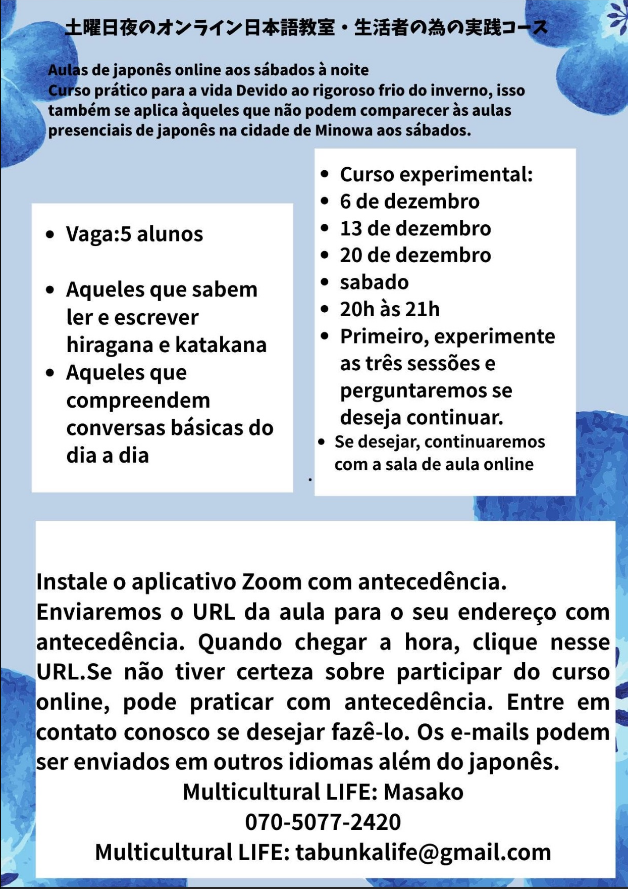 土曜日夜のオンライン日本語教室・生活者の為の実践コース
Aulas de japonês online aos sábados à noite
Curso prático para a vida Devido ao rigoroso frio do inverno, isso
também se aplica àqueles que não podem comparecer às aulas
presenciais de japonês na cidade de Minowa aos sábados.
• Vaga:5 alunos
• Aqueles que sabem
ler e escrever
hiragana e katakana
• Aqueles que
compreendem
conversas básicas do
dia a dia
• Curso experimental:
• 6 de dezembro
• 13 de dezembro
• 20 de dezembro
• sabado
• 20h às 21h
• Primeiro, experimente
as três sessões e
perguntaremos se
deseja continuar.
• Se desejar, continuaremos
com a sala de aula online
.
Instale o aplicativo Zoom com antecedência.
Enviaremos o URL da aula para o seu endereço com
antecedência. Quando chegar a hora, clique nesse
URL.Se não tiver certeza sobre participar do curso
online, pode praticar com antecedência. Entre em
contato conosco se desejar fazê-lo. Os e-mails podem
ser enviados em outros idiomas além do japonês.
Multicultural LIFE: Masako
070-5077-2420
Multicultural LIFE: tabunkalife@gmail.com